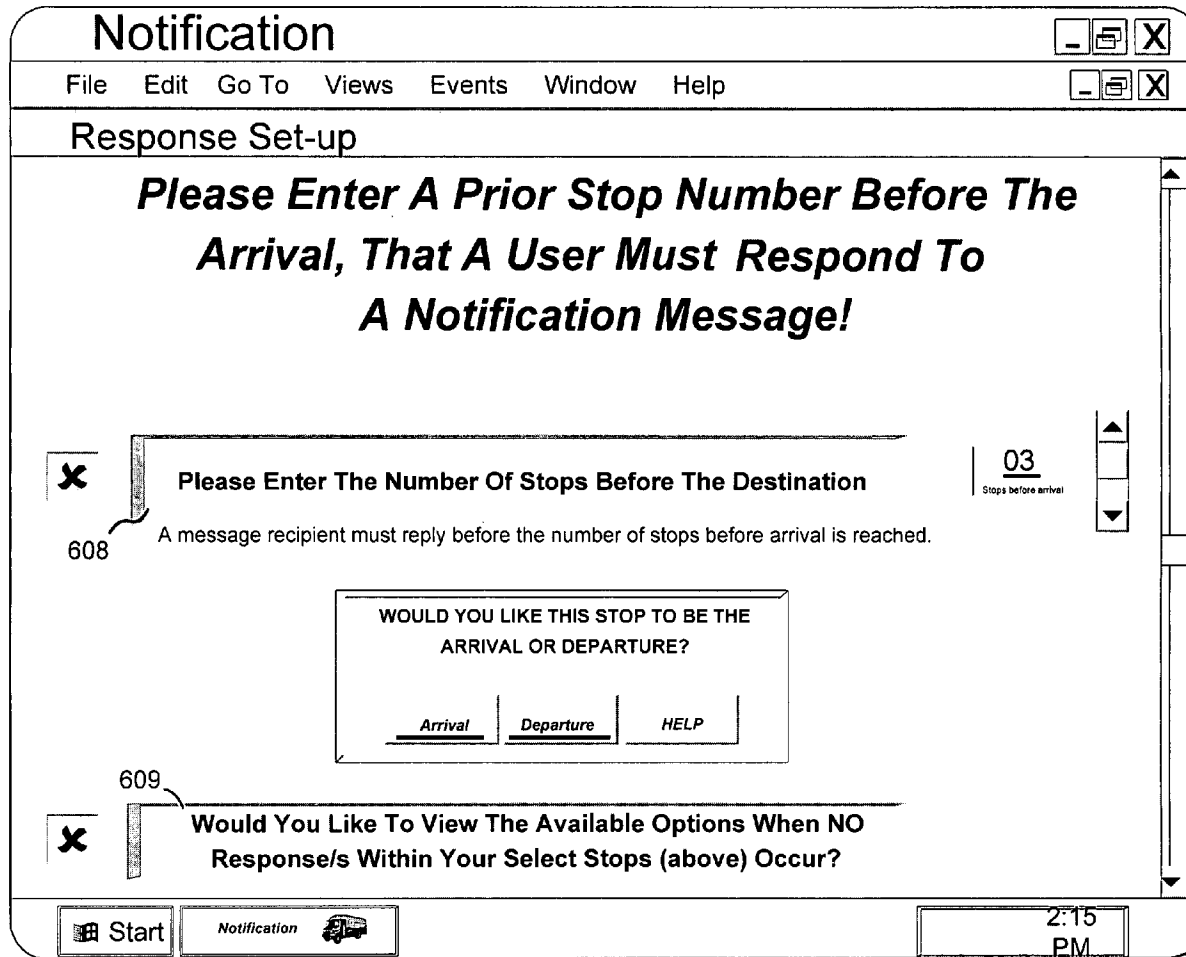 Notification
File Edit Go To Views Events Window Help
Response Set-up
Please Enter A Prior Stop Number Before The
Arrival, That A User Must Respond To
A Notification Message!
Please Enter The Number Of Stops Before The Destination
03
Stops before arrival
608
A message recipient must reply before the number of stops before arrival is reached.
WOULD YOU LIKE THIS STOP TO BE THE
ARRIVAL OR DEPARTURE?
Arrival Departure HELP
609
Would You Like To View The Available Options When NO
Response/s Within Your Select Stops (above) Occur?
Start Notification 2:15
PM